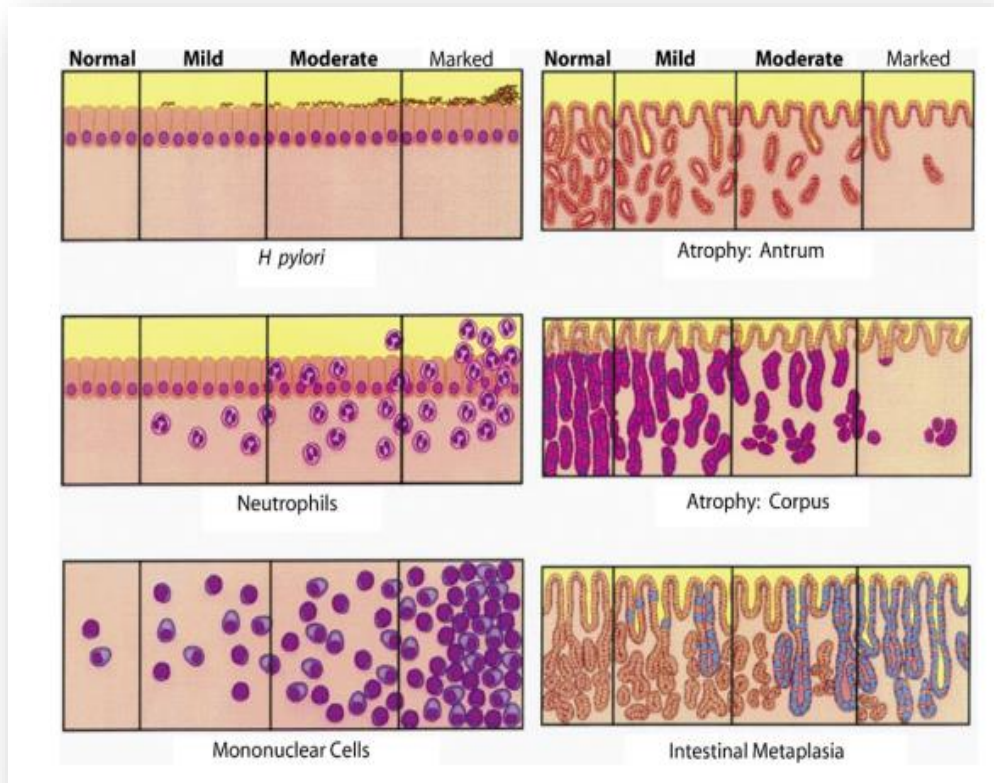 Normal Mild Moderate Marked
H pylori
Neutrophils
Mononuclear Cells
Normal Mild Moderate Marked
Atrophy: Antrum
Atrophy: Corpus
Intestinal Metaplasia